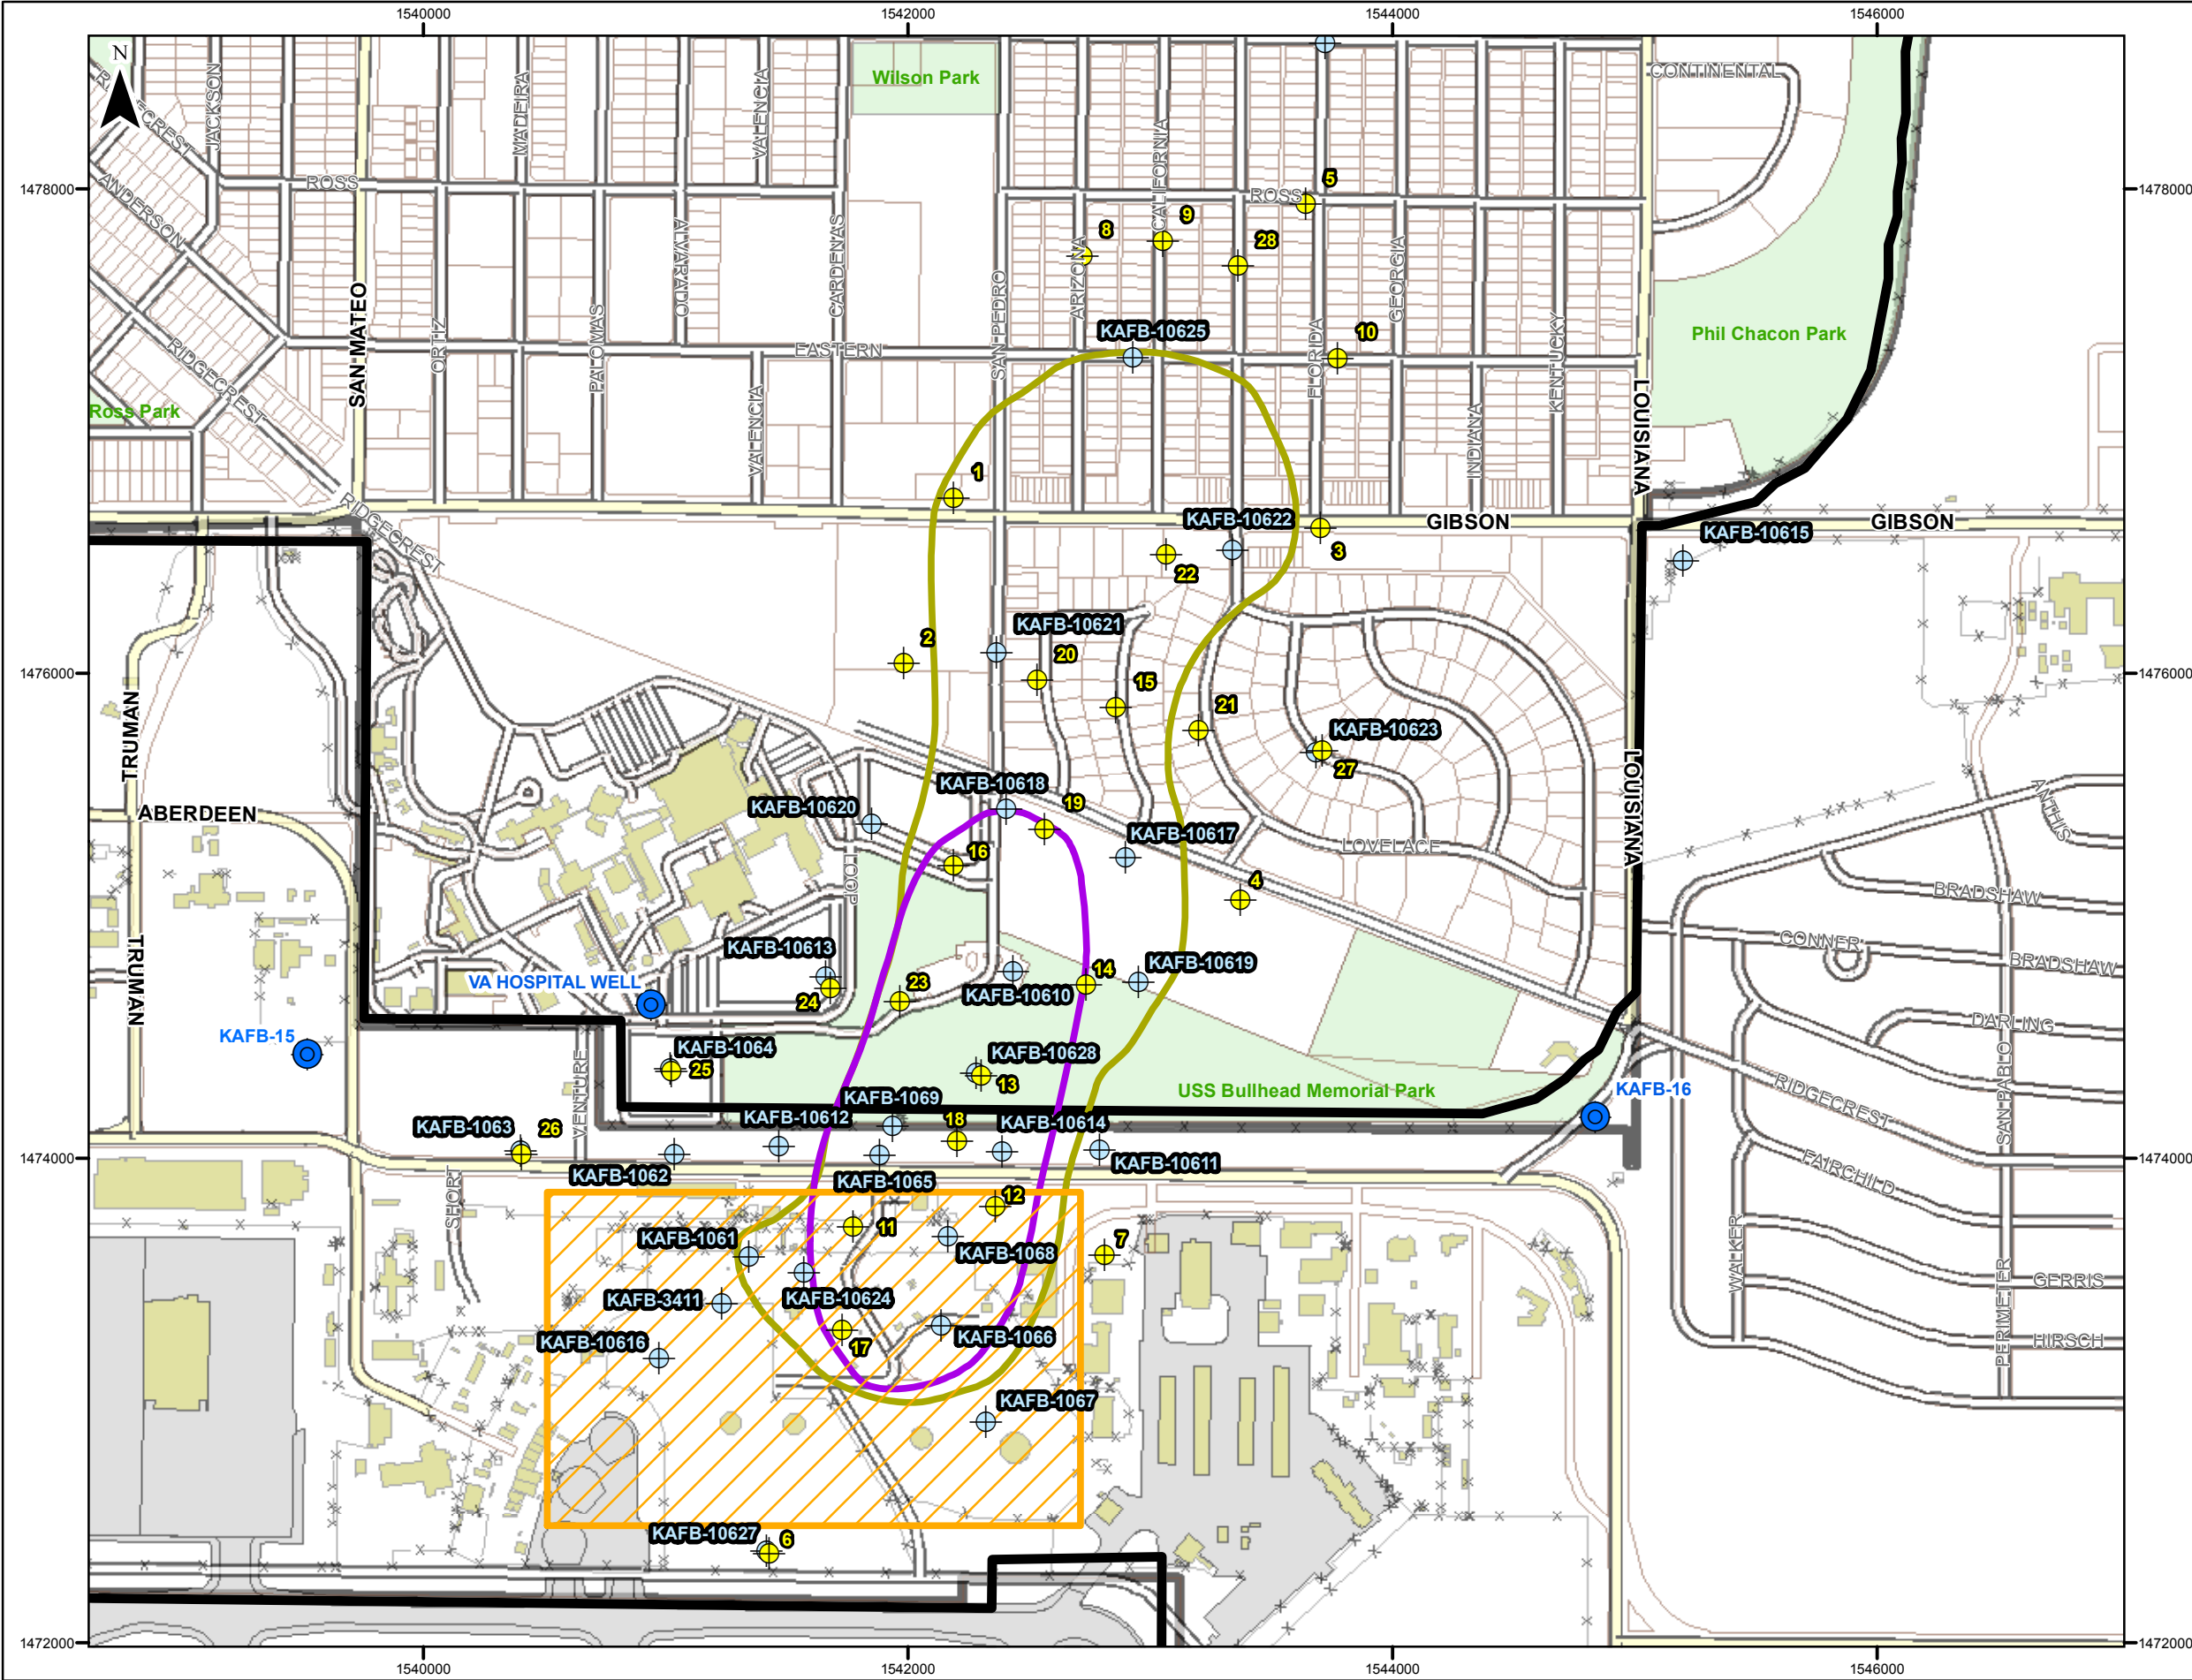 1540000
1542000
1544000
1546000
N
Wilson Park
CONTINENTAL
JACKSON
MADEIRA
VALENCIA
CALIFORNIA
1478000
1478000
ROSS
ROSS
5
ANDERSON
8
9
28
ALVARADO
CARDENAS
SAN PEDRO
ARIZONA
GEORGIA
SAN MATEO
ORTIZ
PALOMAS
EASTERN
KAFB-10625
FLORIDA
10
KENTUCKY
Phil Chacon Park
RIDGECREST
Ross Park
VALENCIA
INDIANA
LOUISIANA
1
RIDGECREST
KAFB-10622
GIBSON
GIBSON
KAFB-10615
3
22
KAFB-10621
2
20
1476000
1476000
15
21
TRUMAN
KAFB-10623
27
LOUISIANA
KAFB-10618
ABERDEEN
KAFB-10620
19
KAFB-10617
ANTHIS
LOVELACE
16
LOOP
4
BRADSHAW
TRUMAN
KAFB-10613
CONNER
BRADSHAW
VA HOSPITAL WELL
24
23
KAFB-10610
14
KAFB-10619
KAFB-15
KAFB-1064
25
KAFB-10628
13
DARLING
VENTURE
USS Bullhead Memorial Park
KAFB-16
RIDGECREST
SAN PABLO
KAFB-1069
KAFB-10612
18
KAFB-10614
KAFB-1063
26
1474000
1474000
KAFB-1062
KAFB-1065
KAFB-10611
FAIRCHILD
SHORT
12
11
KAFB-1061
KAFB-1068
7
WALKER
PERIMETER
GERRIS
KAFB-3411
KAFB-10624
KAFB-10616
17
KAFB-1066
HIRSCH
KAFB-1067
KAFB-10627
6
1472000
1472000
1540000
1542000
1544000
1546000